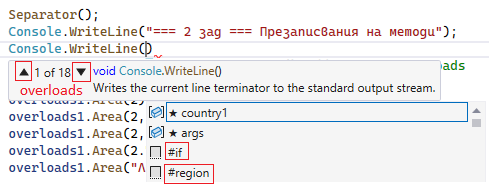 Separator();
Console.WriteLine("=== 2 зад === Презаписвания на методи");
Console.WriteLine()
▲ 1 of 18 ▼ void Console.WriteLine()
overloads
Writes the current line terminator to the standard output stream.
ds
overloads1.Area(2,
overloads1.Area(2,
overloads1.Area(2,
overloads1.Area(2.
overloads1.Area("Л
★ country1
★ args
#if
#region